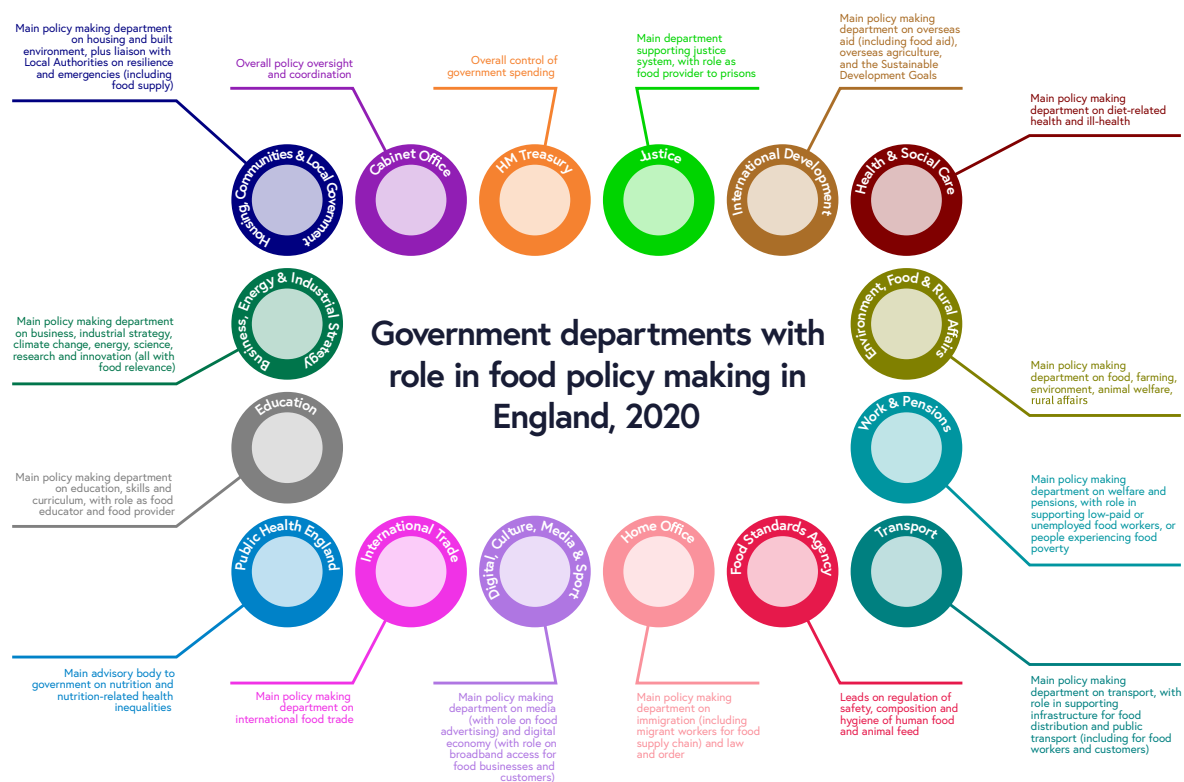 Main policy making department
on housing and built
environment, plus liaison with
Local Authorities on resilience
and emergencies (including
food supply)
Overall policy oversight
and coordination
Overall control of
government spending
Main department
supporting justice
system, with role as
food provider to prisons
Main policy making
department on overseas
aid (including food aid),
overseas agriculture,
and the Sustainable
Development Goals
Main policy making
department on diet-related
health and ill-health
Housing, Communities & Local Government
Cabinet Office
HM Treasury
Justice
International Development
Health & Social Care
Business, Energy & Industrial Strategy
Environment, Food & Rural Affairs
Main policy making department
on business, industrial strategy,
climate change, energy, science,
research and innovation (all with
food relevance)
Government departments with
role in food policy making in
England, 2020
Main policy making
department on food, farming,
environment, animal welfare,
rural affairs
Education
Work & Pensions
Main policy making department
on education, skills and
curriculum, with role as food
educator and food provider
Main policy making
department on welfare and
pensions, with role in
supporting low-paid or
unemployed food workers, or
people experiencing food
poverty
Public Health England
International Trade
Digital, Culture, Media & Sport
Home Office
Food Standards Agency
Transport
Main advisory body to
government on nutrition and
nutrition-related health
inequalities
Main policy making
department on
international food trade
Main policy making
department on media
(with role on food
advertising) and digital
economy (with role on
broadband access for
food businesses and
customers)
Main policy making
department on
immigration (including
migrant workers for food
supply chain) and law
and order
Leads on regulation of
safety, composition and
hygiene of human food
and animal feed
Main policy making
department on transport, with
role in supporting
infrastructure for food
distribution and public
transport (including for food
workers and customers)